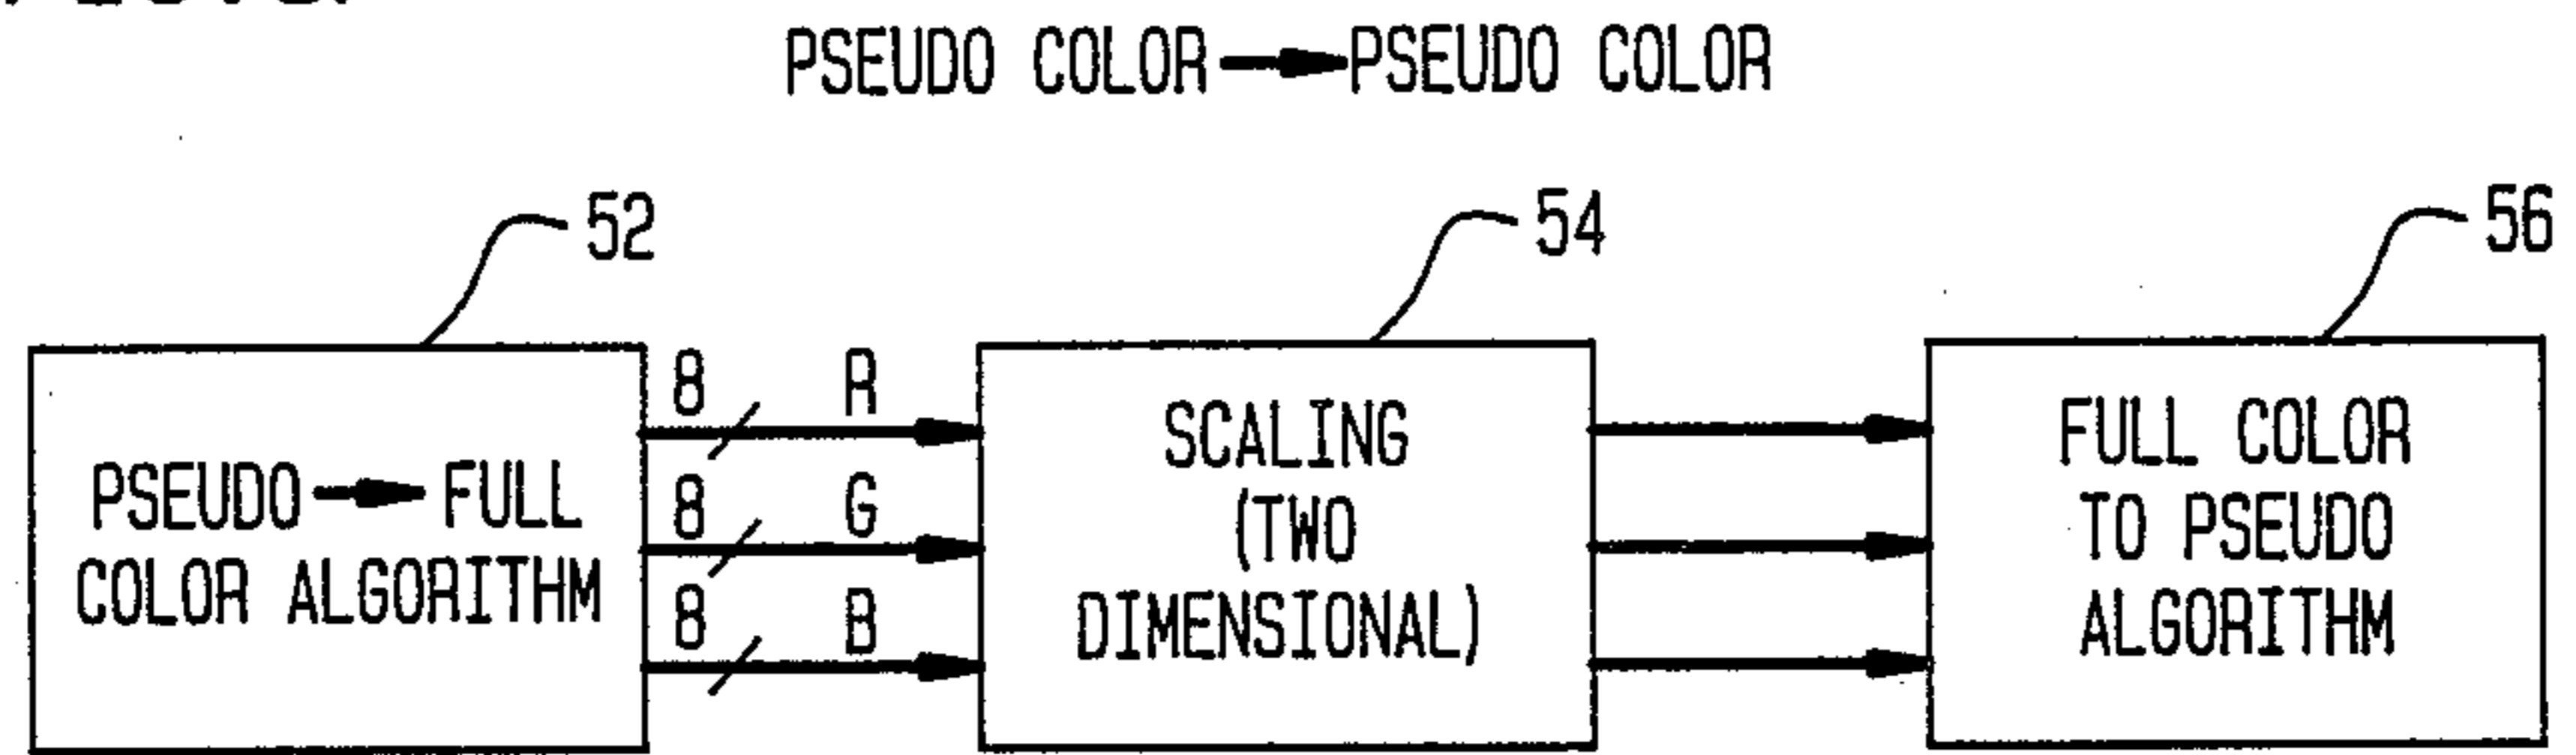 PSEUDO COLOR → PSEUDO COLOR
52
54
56
8 R
8 G
8 B
PSEUDO → FULL
COLOR ALGORITHM
SCALING
(TWO
DIMENSIONAL)
FULL COLOR
TO PSEUDO
ALGORITHM